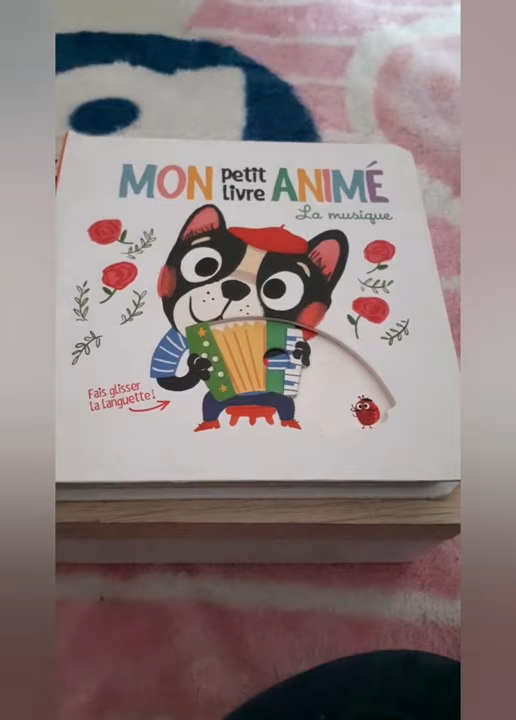 MON petit livre ANIMÉ
La musique
Fais glisser
la languette!